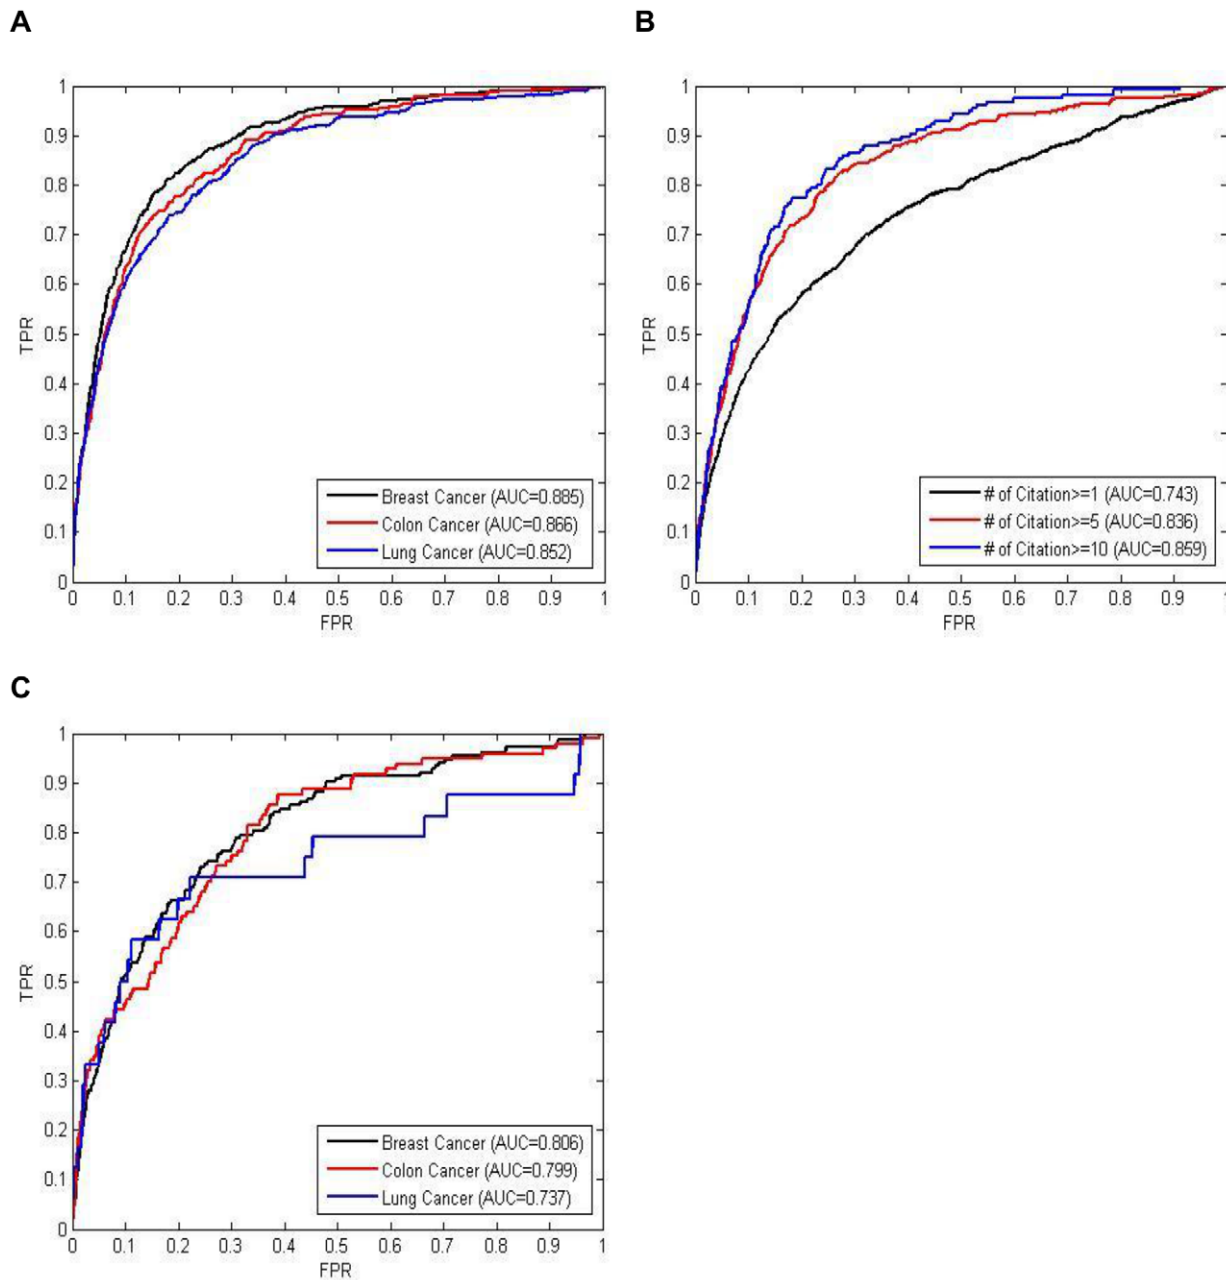 A
1
0.9
0.8
0.7
0.6
0.5
0.4
0.3
0.2
0.1
0
TPR
Breast Cancer (AUC=0.885)
Colon Cancer (AUC=0.866)
Lung Cancer (AUC=0.852)
0 0.1 0.2 0.3 0.4 0.5 0.6 0.7 0.8 0.9 1
FPR
B
1
0.9
0.8
0.7
0.6
0.5
0.4
0.3
0.2
0.1
0
TPR
# of Citation>=1 (AUC=0.743)
# of Citation>=5 (AUC=0.836)
# of Citation>=10 (AUC=0.859)
0 0.1 0.2 0.3 0.4 0.5 0.6 0.7 0.8 0.9 1
FPR
C
1
0.9
0.8
0.7
0.6
0.5
0.4
0.3
0.2
0.1
0
TPR
Breast Cancer (AUC=0.806)
Colon Cancer (AUC=0.799)
Lung Cancer (AUC=0.737)
0 0.1 0.2 0.3 0.4 0.5 0.6 0.7 0.8 0.9 1
FPR